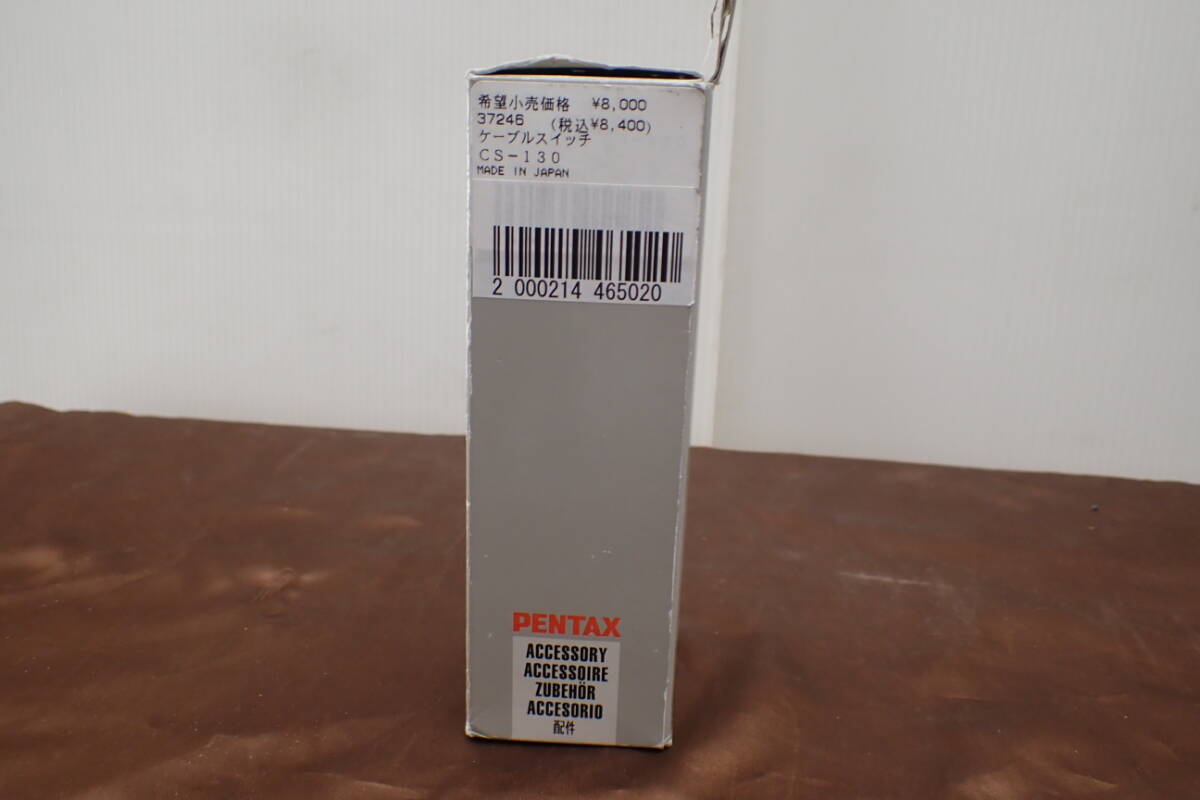 希望小売価格 ¥8,000
37246 (税込¥8,400)
ケーブルスイッチ
CS-130
MADE IN JAPAN
2 000214 465020
PENTAX
ACCESSORY
ACCESSOIRE
ZUBEHÖR
ACCESORIO
配件